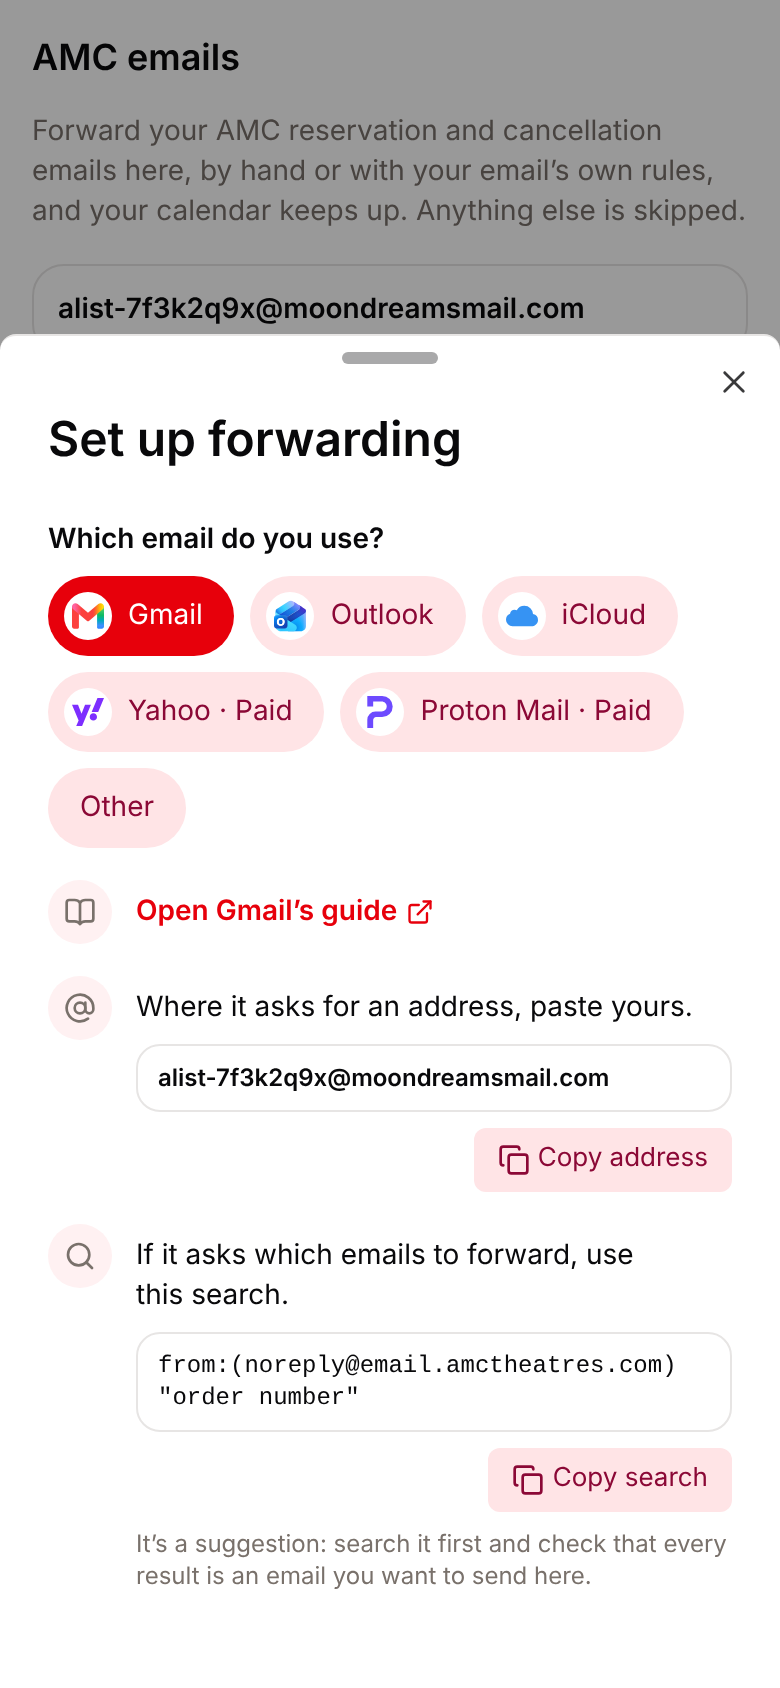 AMC emails
Forward your AMC reservation and cancellation
emails here, by hand or with your email’s own rules,
and your calendar keeps up. Anything else is skipped.
alist-7f3k2q9x@moondreamsmail.com
Set up forwarding
Which email do you use?
Gmail
Outlook
iCloud
Yahoo · Paid
Proton Mail · Paid
Other
Open Gmail’s guide
Where it asks for an address, paste yours.
alist-7f3k2q9x@moondreamsmail.com
Copy address
If it asks which emails to forward, use
this search.
from:(noreply@email.amctheatres.com)
"order number"
Copy search
It’s a suggestion: search it first and check that every
result is an email you want to send here.